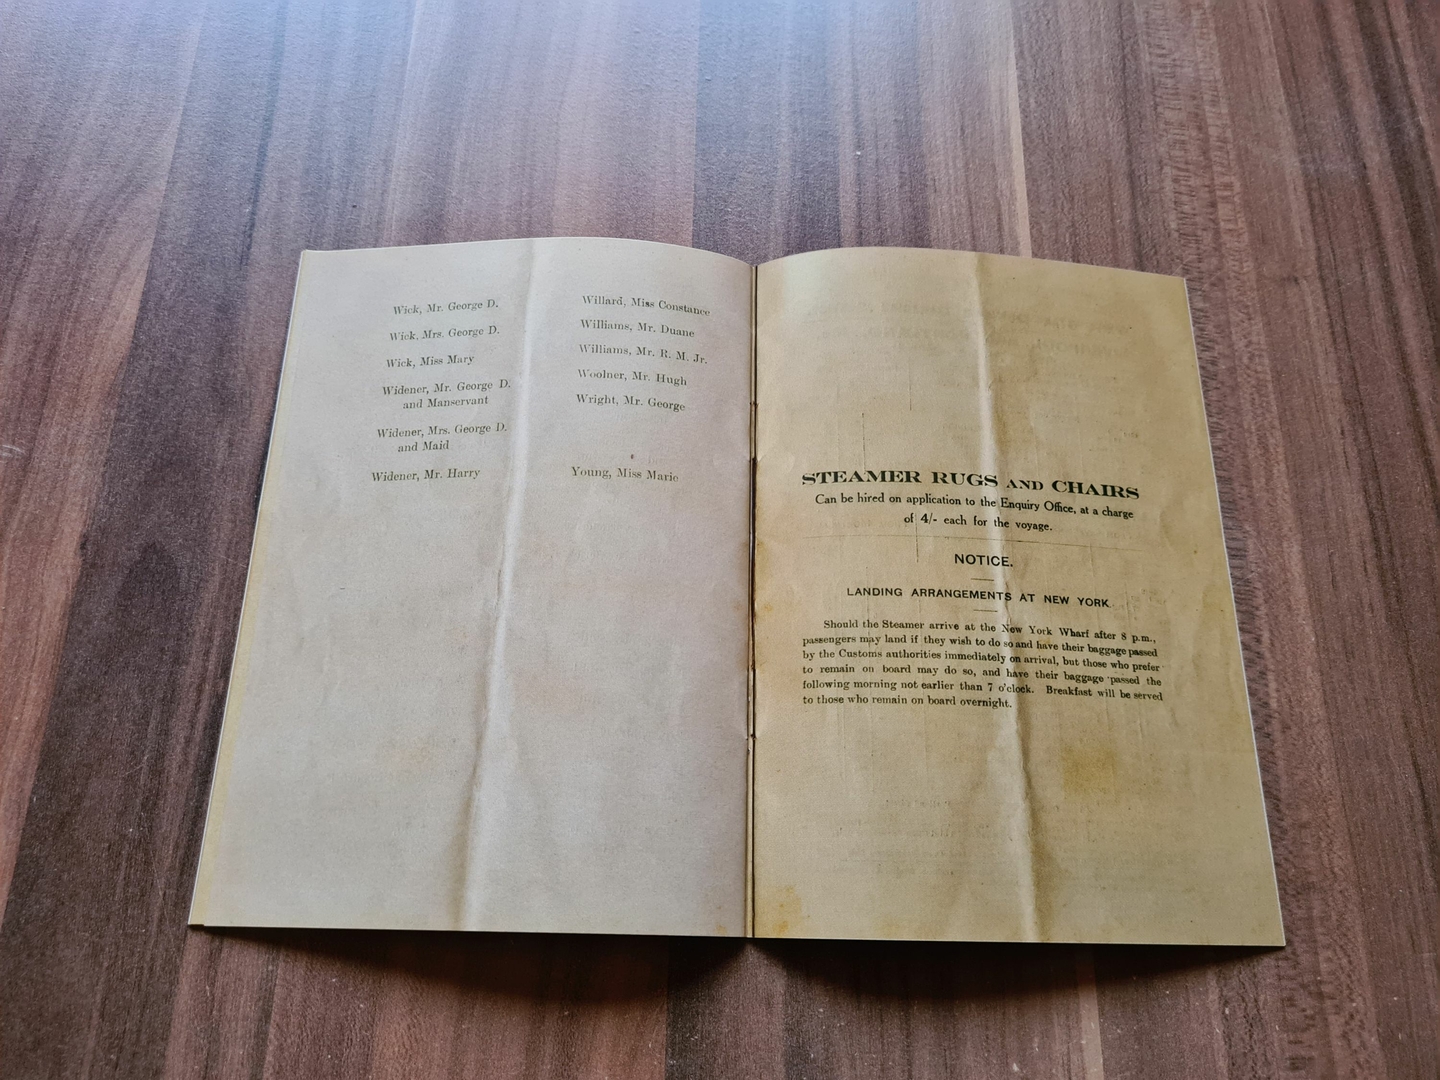 Wick, Mr. George D.
Wick, Mrs. George D.
Wick, Miss Mary
Widener, Mr. George D.
and Manservant
Widener, Mrs. George D.
and Maid
Widener, Mr. Harry
Willard, Miss Constance
Williams, Mr. Duane
Williams, Mr. R. M. Jr.
Woolner, Mr. Hugh
Wright, Mr. George
Young, Miss Marie
STEAMER RUGS AND CHAIRS
Can be hired on application to the Enquiry Office, at a charge
of 4/- each for the voyage.
NOTICE.
LANDING ARRANGEMENTS AT NEW YORK
Should the Steamer arrive at the New York Wharf after 8 p.m.,
passengers may land if they wish to do so and have their baggage passed
by the Customs authorities immediately on arrival, but those who prefer
to remain on board may do so, and have their baggage passed the
following morning not earlier than 7 o'clock. Breakfast will be served
to those who remain on board overnight.